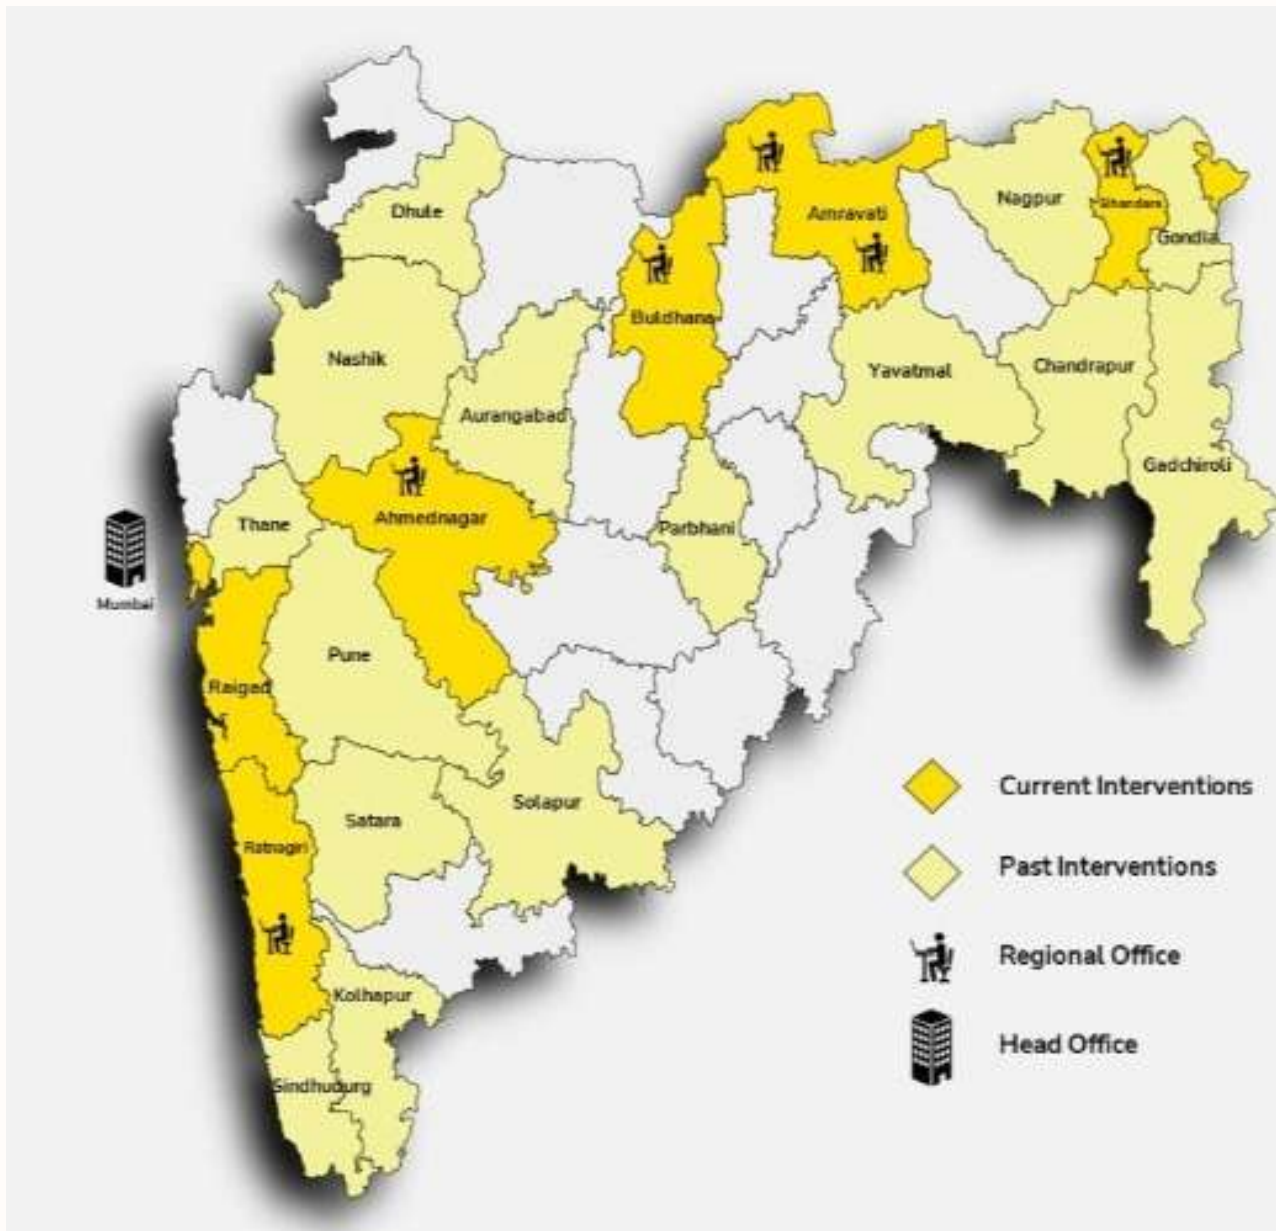 Dhule
Nagpur
Amravati
Gondia
Buldhana
Nashik
Yavatmal
Chandrapur
Aurangabad
Gadchiroli
Ahmednagar
Thane
Parbhani
Mumbai
Pune
Raigad
Current Interventions
Solapur
Satara
Ratnagiri
Past Interventions
Regional Office
Kolhapur
Head Office
Sindhudurg